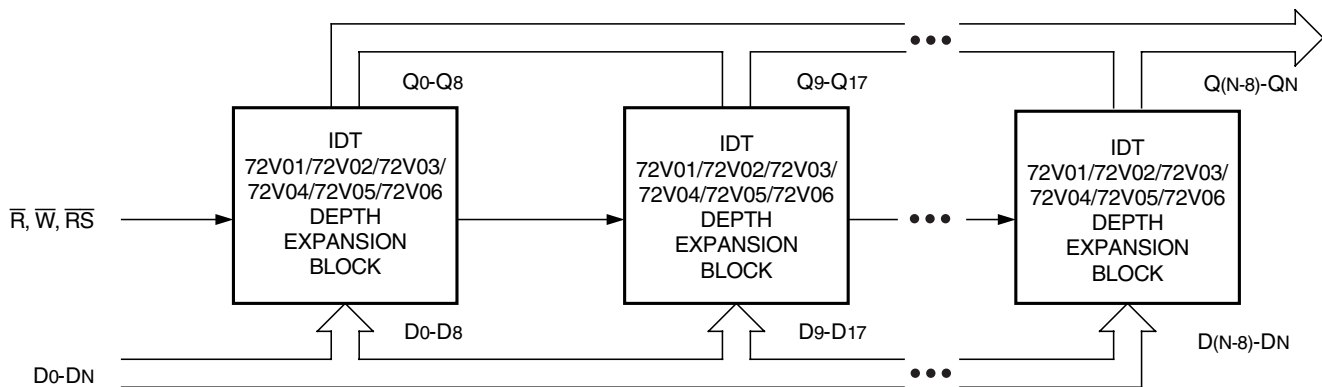 Q0-Q8
Q9-Q17
Q(N-8)-QN
IDT
72V01/72V02/72V03/
72V04/72V05/72V06
DEPTH
EXPANSION
BLOCK
IDT
72V01/72V02/72V03/
72V04/72V05/72V06
DEPTH
EXPANSION
BLOCK
IDT
72V01/72V02/72V03/
72V04/72V05/72V06
DEPTH
EXPANSION
BLOCK
R̅, W̅, R̅S̅
D0-D8
D9-D17
D(N-8)-DN
D0-DN